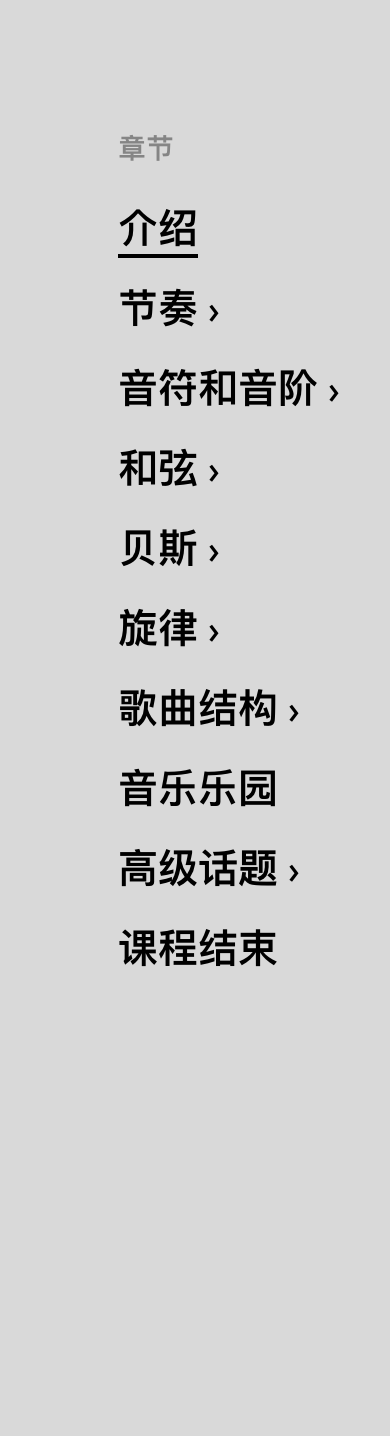 章节
介绍
节奏 ›
音符和音阶 ›
和弦 ›
贝斯 ›
旋律 ›
歌曲结构 ›
音乐乐园
高级话题 ›
课程结束